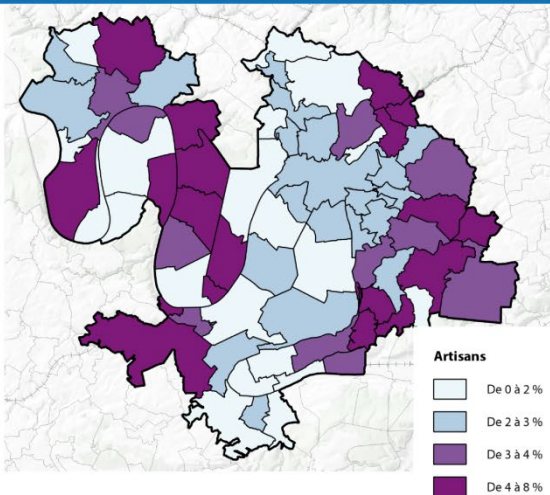 Artisans
De 0 à 2 %
De 2 à 3 %
De 3 à 4 %
De 4 à 8 %